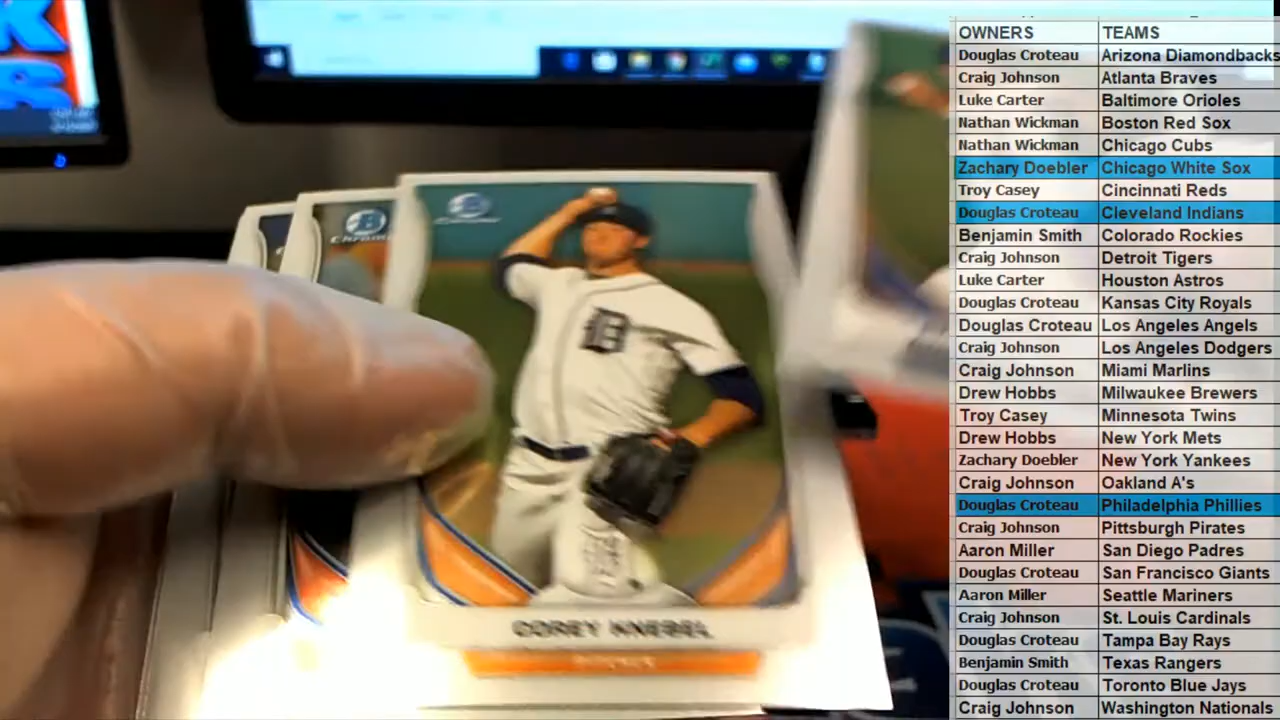 OWNERS TEAMS
Douglas Croteau Arizona Diamondbacks
Craig Johnson Atlanta Braves
Luke Carter Baltimore Orioles
Nathan Wickman Boston Red Sox
Nathan Wickman Chicago Cubs
Zachary Doebler Chicago White Sox
Troy Casey Cincinnati Reds
Douglas Croteau Cleveland Indians
Benjamin Smith Colorado Rockies
Craig Johnson Detroit Tigers
Luke Carter Houston Astros
Douglas Croteau Kansas City Royals
Douglas Croteau Los Angeles Angels
Craig Johnson Los Angeles Dodgers
Craig Johnson Miami Marlins
Drew Hobbs Milwaukee Brewers
Troy Casey Minnesota Twins
Drew Hobbs New York Mets
Zachary Doebler New York Yankees
Craig Johnson Oakland A's
Douglas Croteau Philadelphia Phillies
Craig Johnson Pittsburgh Pirates
Aaron Miller San Diego Padres
Douglas Croteau San Francisco Giants
Aaron Miller Seattle Mariners
Craig Johnson St. Louis Cardinals
Douglas Croteau Tampa Bay Rays
Benjamin Smith Texas Rangers
Douglas Croteau Toronto Blue Jays
Craig Johnson Washington Nationals
B
Chrome
D
COREY KNEBEL